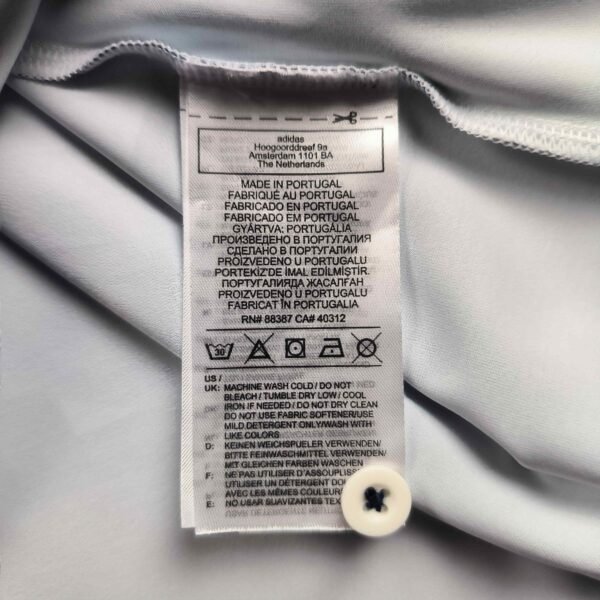 adidas
Hoogoorddreef 9a
Amsterdam 1101 BA
The Netherlands
MADE IN PORTUGAL
FABRIQUÉ AU PORTUGAL
FABRICADO EN PORTUGAL
FABRICADO EM PORTUGAL
GYÁRTVA: PORTUGÁLIA
ПРОИЗВЕДЕНО В ПОРТУГАЛИЯ
СДЕЛАНО В ПОРТУГАЛИИ
PROIZVEDENO U PORTUGALU
PORTEKİZ'DE İMAL EDİLMİŞTİR.
ПОРТУГАЛИЯДА ЖАСАЛҒАН
PROIZVEDENO U PORTUGALU
FABRICAT ÎN PORTUGALIA
RN# 88387 CA# 40312
30
US /
UK: MACHINE WASH COLD / DO NOT
BLEACH / TUMBLE DRY LOW / COOL
IRON IF NEEDED / DO NOT DRY CLEAN
DO NOT USE FABRIC SOFTENER/USE
MILD DETERGENT ONLY/WASH WITH
LIKE COLORS
D: KEINEN WEICHSPUELER VERWENDEN/
BITTE FEINWASCHMITTEL VERWENDEN/
MIT GLEICHEN FARBEN WASCHEN
F: NE PAS UTILISER D'ASSOUPLISS
UTILISER UN DÉTERGENT DOU
AVEC LES MÊMES COULEUR
E: NO USAR SUAVIZANTES TEX